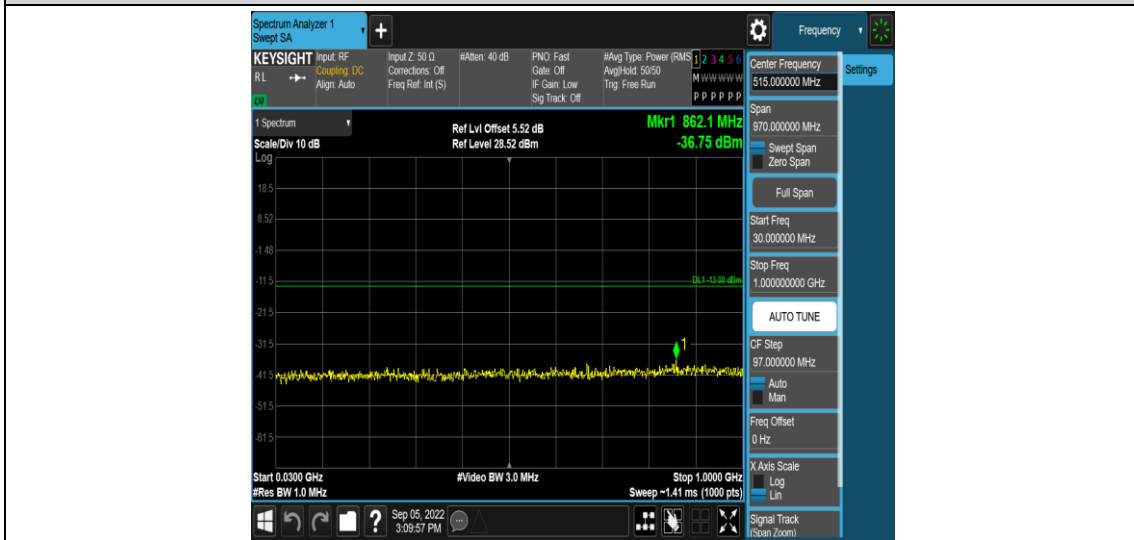 Spectrum Analyzer 1
Swept SA
+
Frequency
KEYSIGHT
RL
LXI
Input: RF
Coupling: DC
Align: Auto
Input Z: 50 Ω
Corrections: Off
Freq Ref: Int (S)
#Atten: 40 dB
PNO: Fast
Gate: Off
IF Gain: Low
Sig Track: Off
#Avg Type: Power (RMS
Avg|Hold: 50/50
Trig: Free Run
1 2 3 4 5 6
M W W W W W
P P P P P P
1 Spectrum
Scale/Div 10 dB
Log
Ref Lvl Offset 5.52 dB
Ref Level 28.52 dBm
Mkr1 862.1 MHz
-36.75 dBm
18.5
8.52
-1.48
-11.5
-21.5
-31.5
-41.5
-51.5
-61.5
DL1 -13.00 dBm
1
Start 0.0300 GHz
#Res BW 1.0 MHz
#Video BW 3.0 MHz
Stop 1.0000 GHz
Sweep ~1.41 ms (1000 pts)
Center Frequency
515.000000 MHz
Settings
Span
970.000000 MHz
Swept Span
Zero Span
Full Span
Start Freq
30.000000 MHz
Stop Freq
1.000000000 GHz
AUTO TUNE
CF Step
97.000000 MHz
Auto
Man
Freq Offset
0 Hz
X Axis Scale
Log
Lin
Signal Track
(Span Zoom)
?
Sep 05, 2022
3:09:57 PM